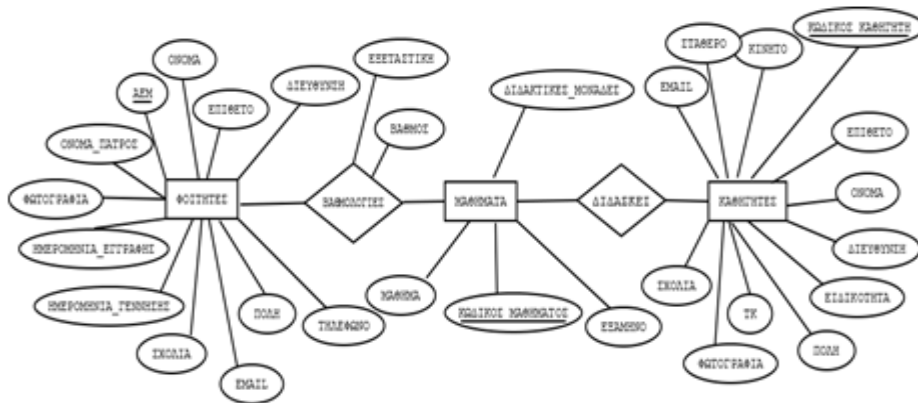 ΚΩΔΙΚΟΣ ΚΑΘΗΓΗΤΗ
ΟΝΟΜΑ
ΕΞΕΤΑΣΤΙΚΗ
ΣΤΑΘΕΡΟ
ΚΙΝΗΤΟ
ΑΕΜ
ΔΙΕΥΘΥΝΣΗ
ΔΙΔΑΚΤΙΚΕΣ_ΜΟΝΑΔΕΣ
EMAIL
ΕΠΙΘΕΤΟ
ΒΑΘΜΟΣ
ΕΠΙΘΕΤΟ
ΟΝΟΜΑ_ΠΑΤΡΟΣ
ΦΩΤΟΓΡΑΦΙΑ
ΦΟΙΤΗΤΕΣ
ΒΑΘΜΟΛΟΓΙΕΣ
ΜΑΘΗΜΑΤΑ
ΔΙΔΑΣΚΕΙ
ΚΑΘΗΓΗΤΕΣ
ΟΝΟΜΑ
ΗΜΕΡΟΜΗΝΙΑ_ΕΓΓΡΑΦΗΣ
ΔΙΕΥΘΥΝΣΗ
ΣΧΟΛΙΑ
ΜΑΘΗΜΑ
ΕΙΔΙΚΟΤΗΤΑ
ΗΜΕΡΟΜΗΝΙΑ_ΓΕΝΝΗΣΗΣ
ΠΟΛΗ
ΤΗΛΕΦΩΝΟ
ΚΩΔΙΚΟΣ ΜΑΘΗΜΑΤΟΣ
ΕΞΑΜΗΝΟ
ΤΚ
ΣΧΟΛΙΑ
ΠΟΛΗ
ΦΩΤΟΓΡΑΦΙΑ
EMAIL